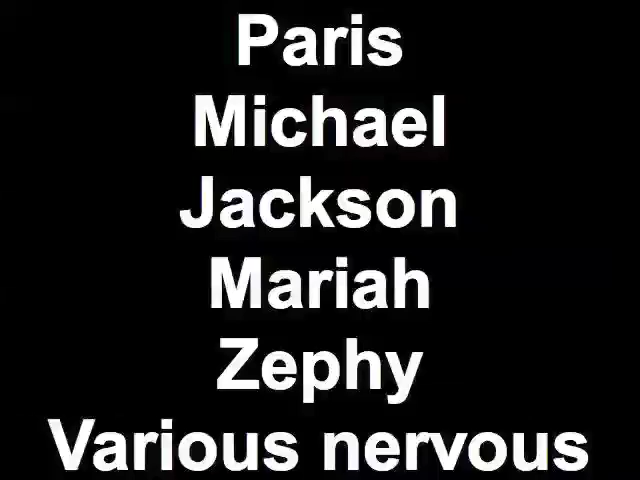 Paris
Michael
Jackson
Mariah
Zephy
Various nervous